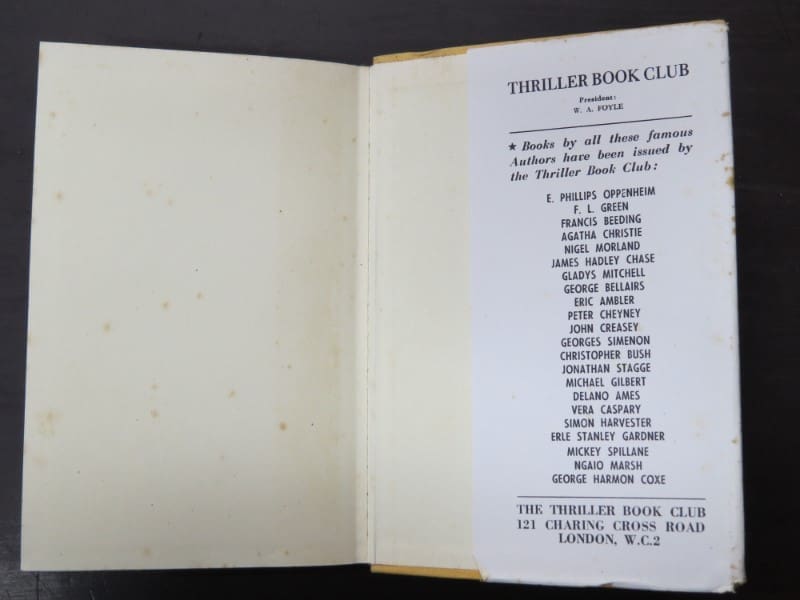 THRILLER BOOK CLUB
President:
W. A. FOYLE
★ Books by all these famous
Authors have been issued by
the Thriller Book Club:
E. PHILLIPS OPPENHEIM
F. L. GREEN
FRANCIS BEEDING
AGATHA CHRISTIE
NIGEL MORLAND
JAMES HADLEY CHASE
GLADYS MITCHELL
GEORGE BELLAIRS
ERIC AMBLER
PETER CHEYNEY
JOHN CREASEY
GEORGES SIMENON
CHRISTOPHER BUSH
JONATHAN STAGGE
MICHAEL GILBERT
DELANO AMES
VERA CASPARY
SIMON HARVESTER
ERLE STANLEY GARDNER
MICKEY SPILLANE
NGAIO MARSH
GEORGE HARMON COXE
THE THRILLER BOOK CLUB
121 CHARING CROSS ROAD
LONDON, W.C.2